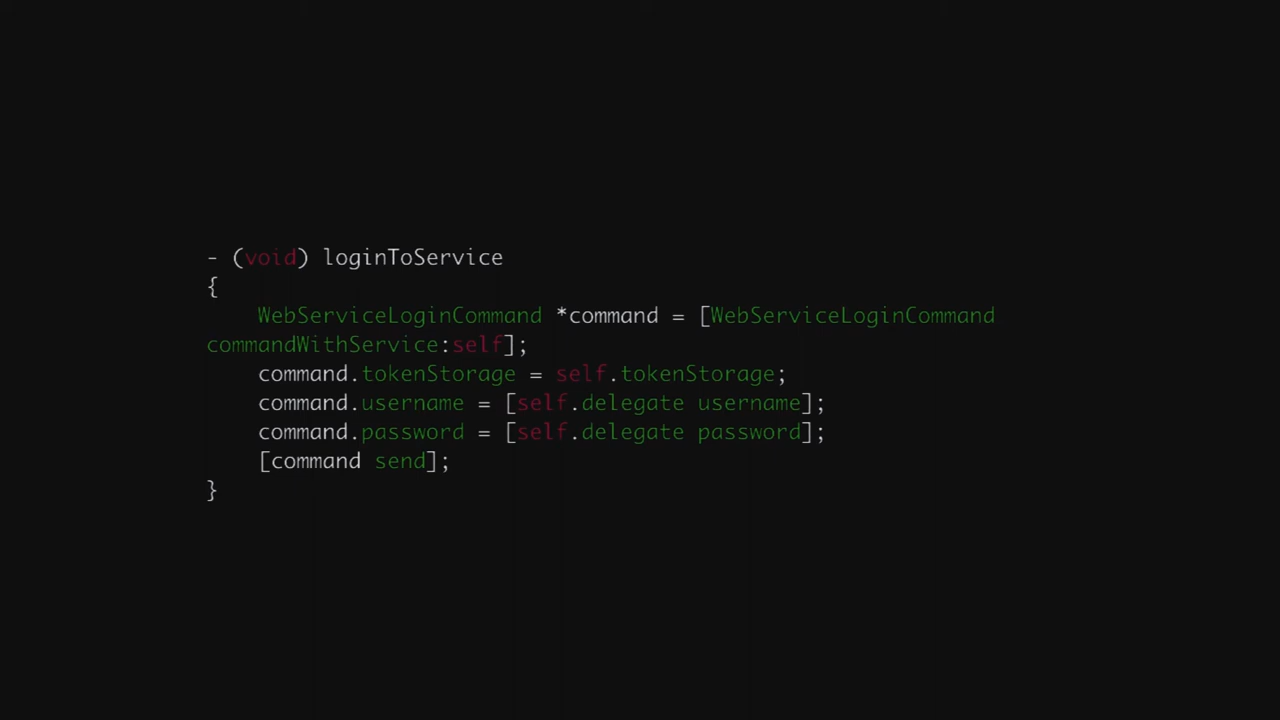 - (void) loginToService
{
    WebServiceLoginCommand *command = [WebServiceLoginCommand
commandWithService:self];
    command.tokenStorage = self.tokenStorage;
    command.username = [self.delegate username];
    command.password = [self.delegate password];
    [command send];
}